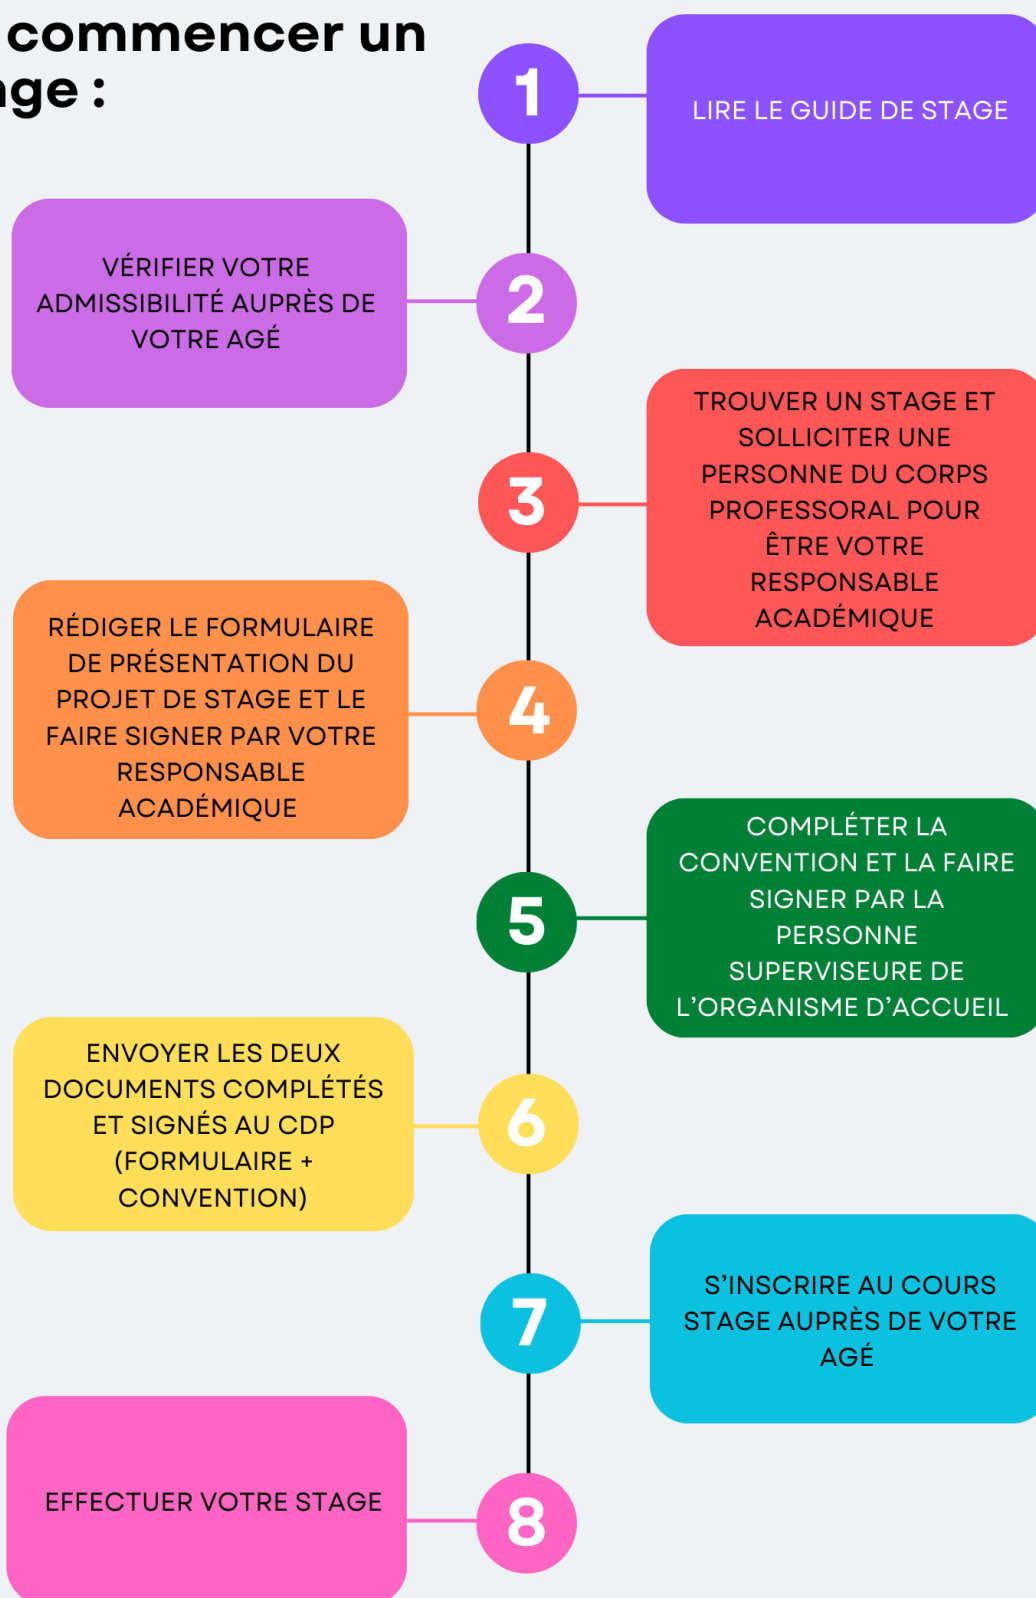 commencer un
age :
1
LIRE LE GUIDE DE STAGE
VÉRIFIER VOTRE
ADMISSIBILITÉ AUPRÈS DE
VOTRE AGÉ
2
3
TROUVER UN STAGE ET
SOLLICITER UNE
PERSONNE DU CORPS
PROFESSORAL POUR
ÊTRE VOTRE
RESPONSABLE
ACADÉMIQUE
RÉDIGER LE FORMULAIRE
DE PRÉSENTATION DU
PROJET DE STAGE ET LE
FAIRE SIGNER PAR VOTRE
RESPONSABLE
ACADÉMIQUE
4
5
COMPLÉTER LA
CONVENTION ET LA FAIRE
SIGNER PAR LA
PERSONNE
SUPERVISEURE DE
L’ORGANISME D’ACCUEIL
ENVOYER LES DEUX
DOCUMENTS COMPLÉTÉS
ET SIGNÉS AU CDP
(FORMULAIRE +
CONVENTION)
6
7
S’INSCRIRE AU COURS
STAGE AUPRÈS DE VOTRE
AGÉ
EFFECTUER VOTRE STAGE
8